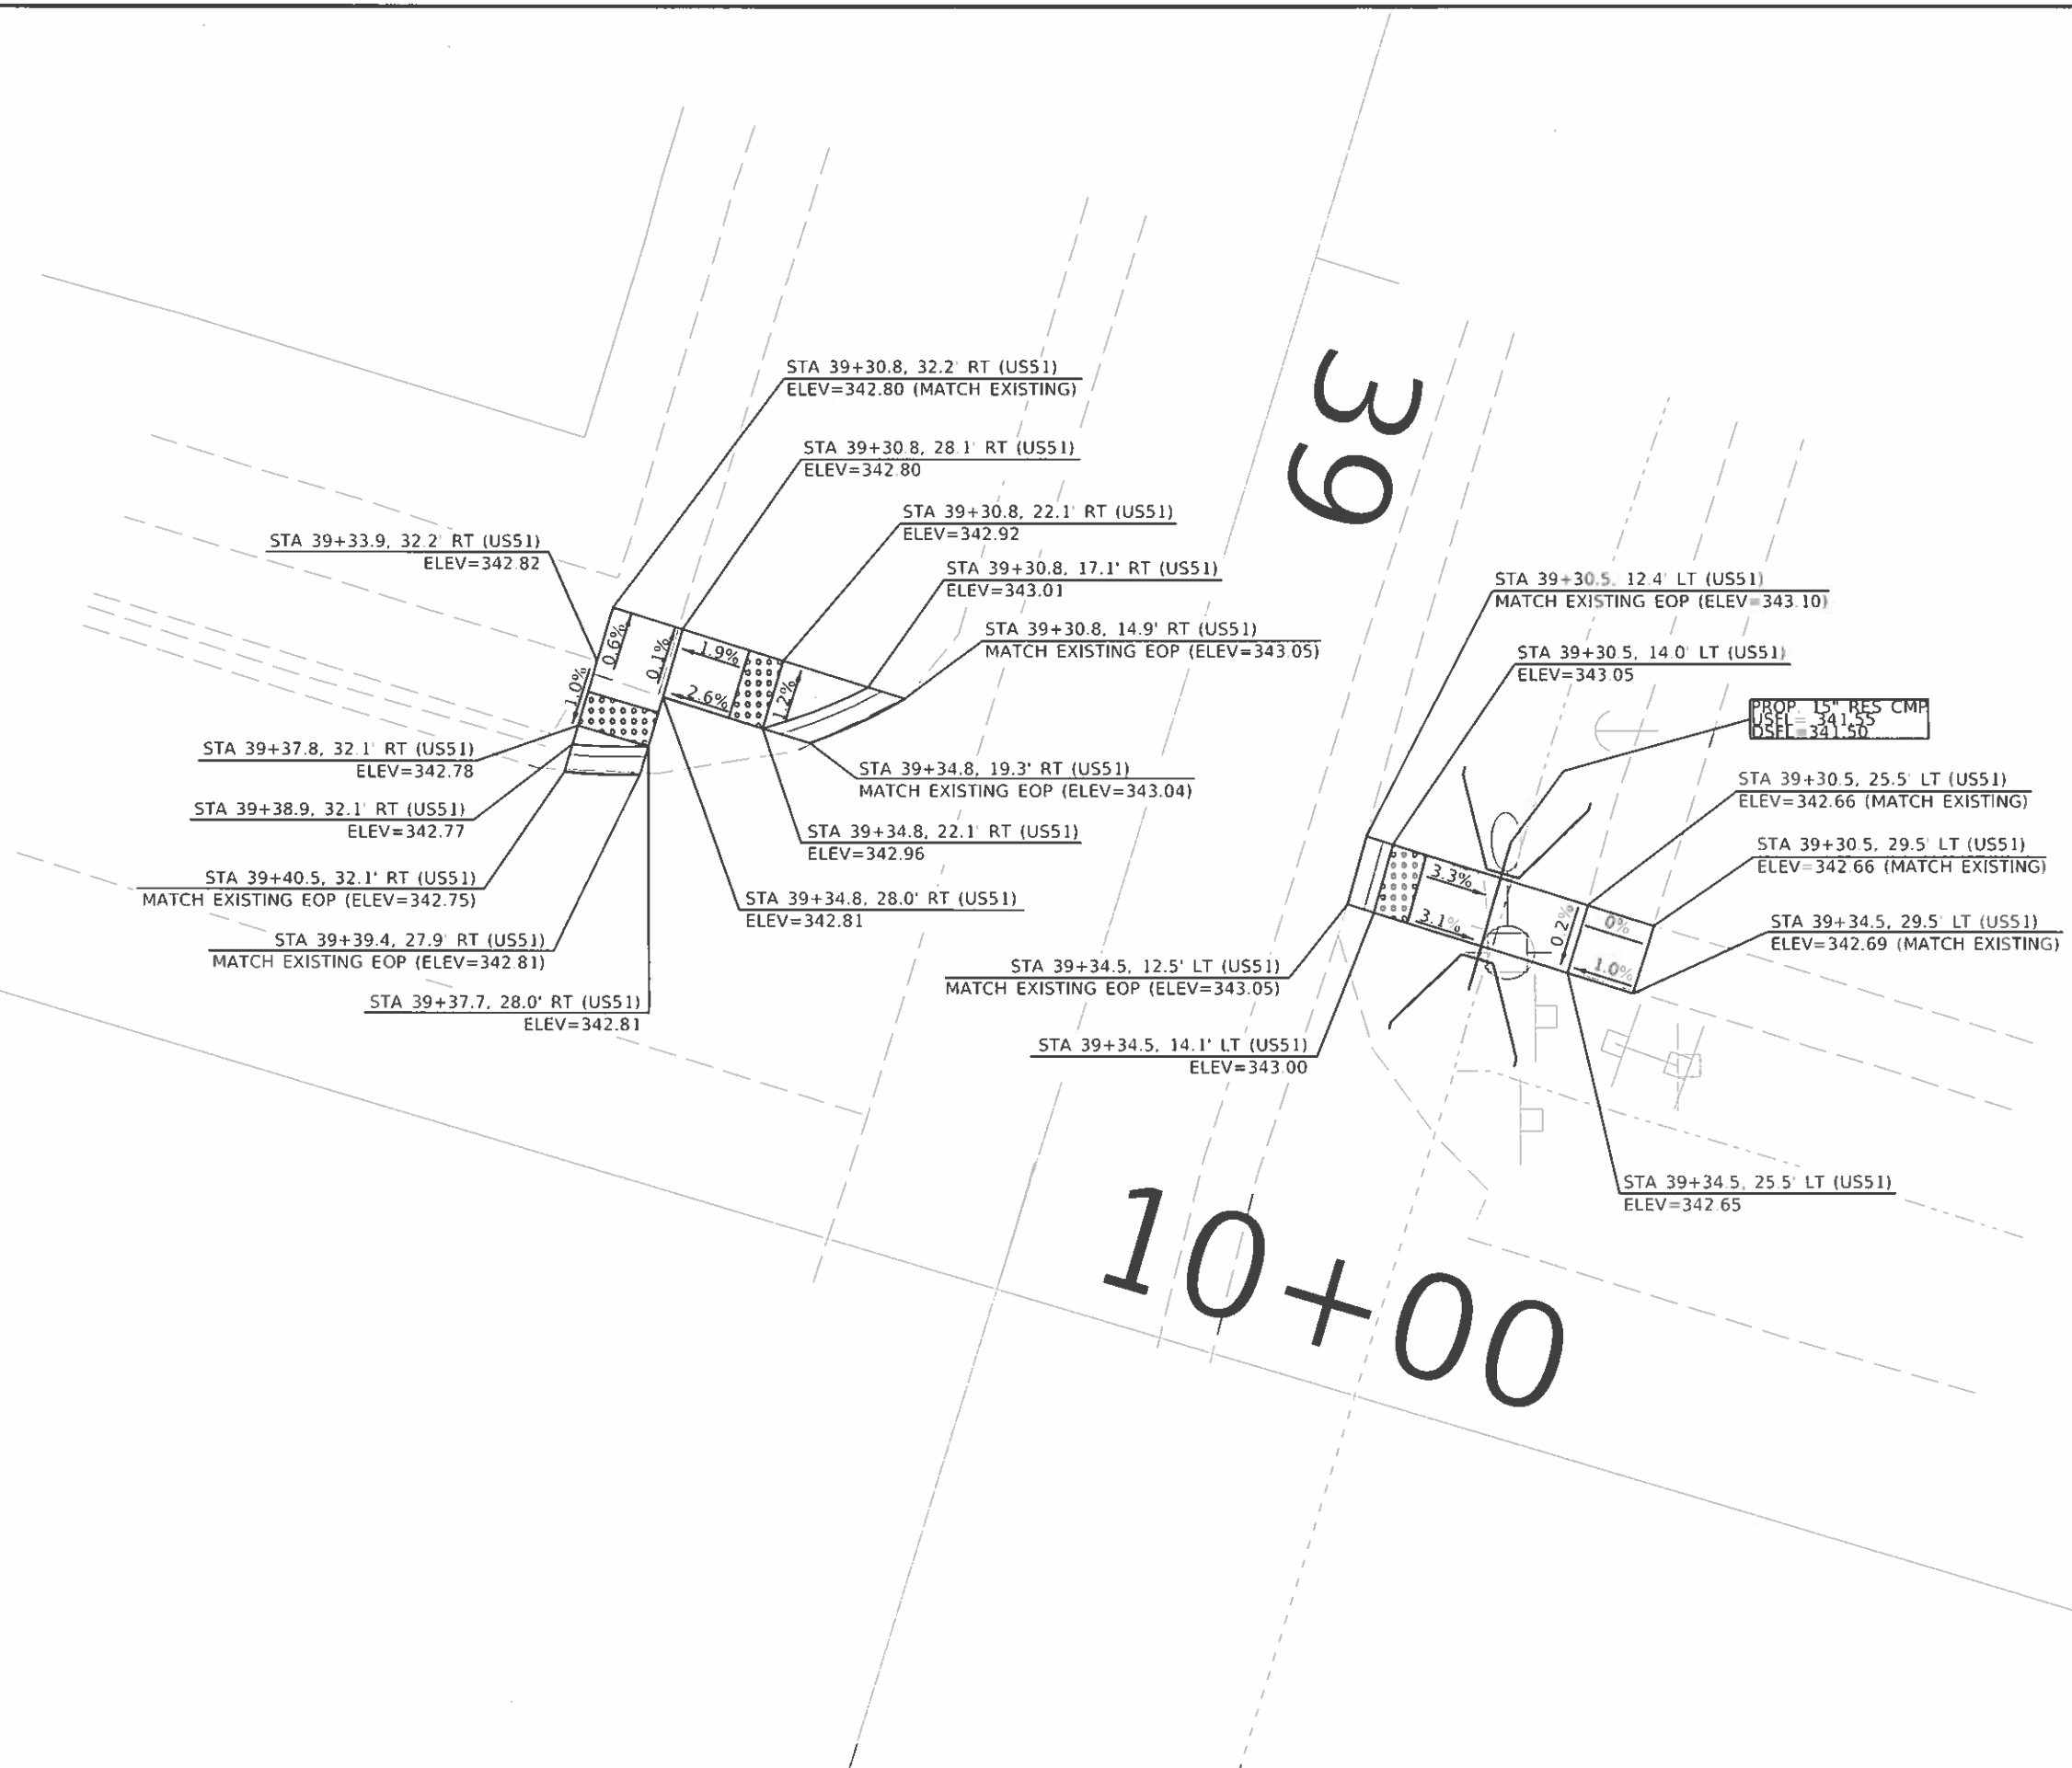 STA 39+30.8, 32.2' RT (US51)
ELEV=342.80 (MATCH EXISTING)
STA 39+30.8, 28.1' RT (US51)
ELEV=342.80
STA 39+30.8, 22.1' RT (US51)
ELEV=342.92
STA 39+33.9, 32.2' RT (US51)
ELEV=342.82
STA 39+30.8, 17.1' RT (US51)
ELEV=343.01
STA 39+30.8, 14.9' RT (US51)
MATCH EXISTING EOP (ELEV=343.05)
0.6%
0.1%
1.9%
2.6%
1.2%
1.0%
STA 39+37.8, 32.1' RT (US51)
ELEV=342.78
STA 39+34.8, 19.3' RT (US51)
MATCH EXISTING EOP (ELEV=343.04)
STA 39+38.9, 32.1' RT (US51)
ELEV=342.77
STA 39+34.8, 22.1' RT (US51)
ELEV=342.96
STA 39+40.5, 32.1' RT (US51)
MATCH EXISTING EOP (ELEV=342.75)
STA 39+34.8, 28.0' RT (US51)
ELEV=342.81
STA 39+39.4, 27.9' RT (US51)
MATCH EXISTING EOP (ELEV=342.81)
STA 39+37.7, 28.0' RT (US51)
ELEV=342.81
39
STA 39+30.5, 12.4' LT (US51)
MATCH EXISTING EOP (ELEV=343.10)
STA 39+30.5, 14.0' LT (US51)
ELEV=343.05
PROP. 15" RES CMP
USFL= 341.55
DSFL=341.50
STA 39+30.5, 25.5' LT (US51)
ELEV=342.66 (MATCH EXISTING)
STA 39+30.5, 29.5' LT (US51)
ELEV=342.66 (MATCH EXISTING)
3.3%
3.1%
0.2%
0%
1.0%
STA 39+34.5, 29.5' LT (US51)
ELEV=342.69 (MATCH EXISTING)
STA 39+34.5, 12.5' LT (US51)
MATCH EXISTING EOP (ELEV=343.05)
STA 39+34.5, 14.1' LT (US51)
ELEV=343.00
STA 39+34.5, 25.5' LT (US51)
ELEV=342.65
10+00